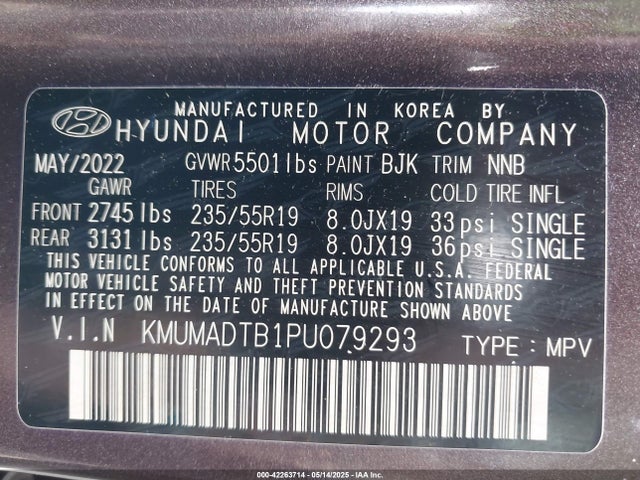 MANUFACTURED IN KOREA BY
HYUNDAI MOTOR COMPANY
MAY/2022 GVWR 5501 lbs PAINT BJK TRIM NNB
GAWR TIRES RIMS COLD TIRE INFL
FRONT 2745 lbs 235/55R19 8.0JX19 33 psi SINGLE
REAR 3131 lbs 235/55R19 8.0JX19 36 psi SINGLE
THIS VEHICLE CONFORMS TO ALL APPLICABLE U.S.A. FEDERAL
MOTOR VEHICLE SAFETY AND THEFT PREVENTION STANDARDS
IN EFFECT ON THE DATE OF MANUFACTURE SHOWN ABOVE.
V.I.N KMUMADTB1PU079293 TYPE : MPV
000-42263714 - 05/14/2025 - IAA Inc.